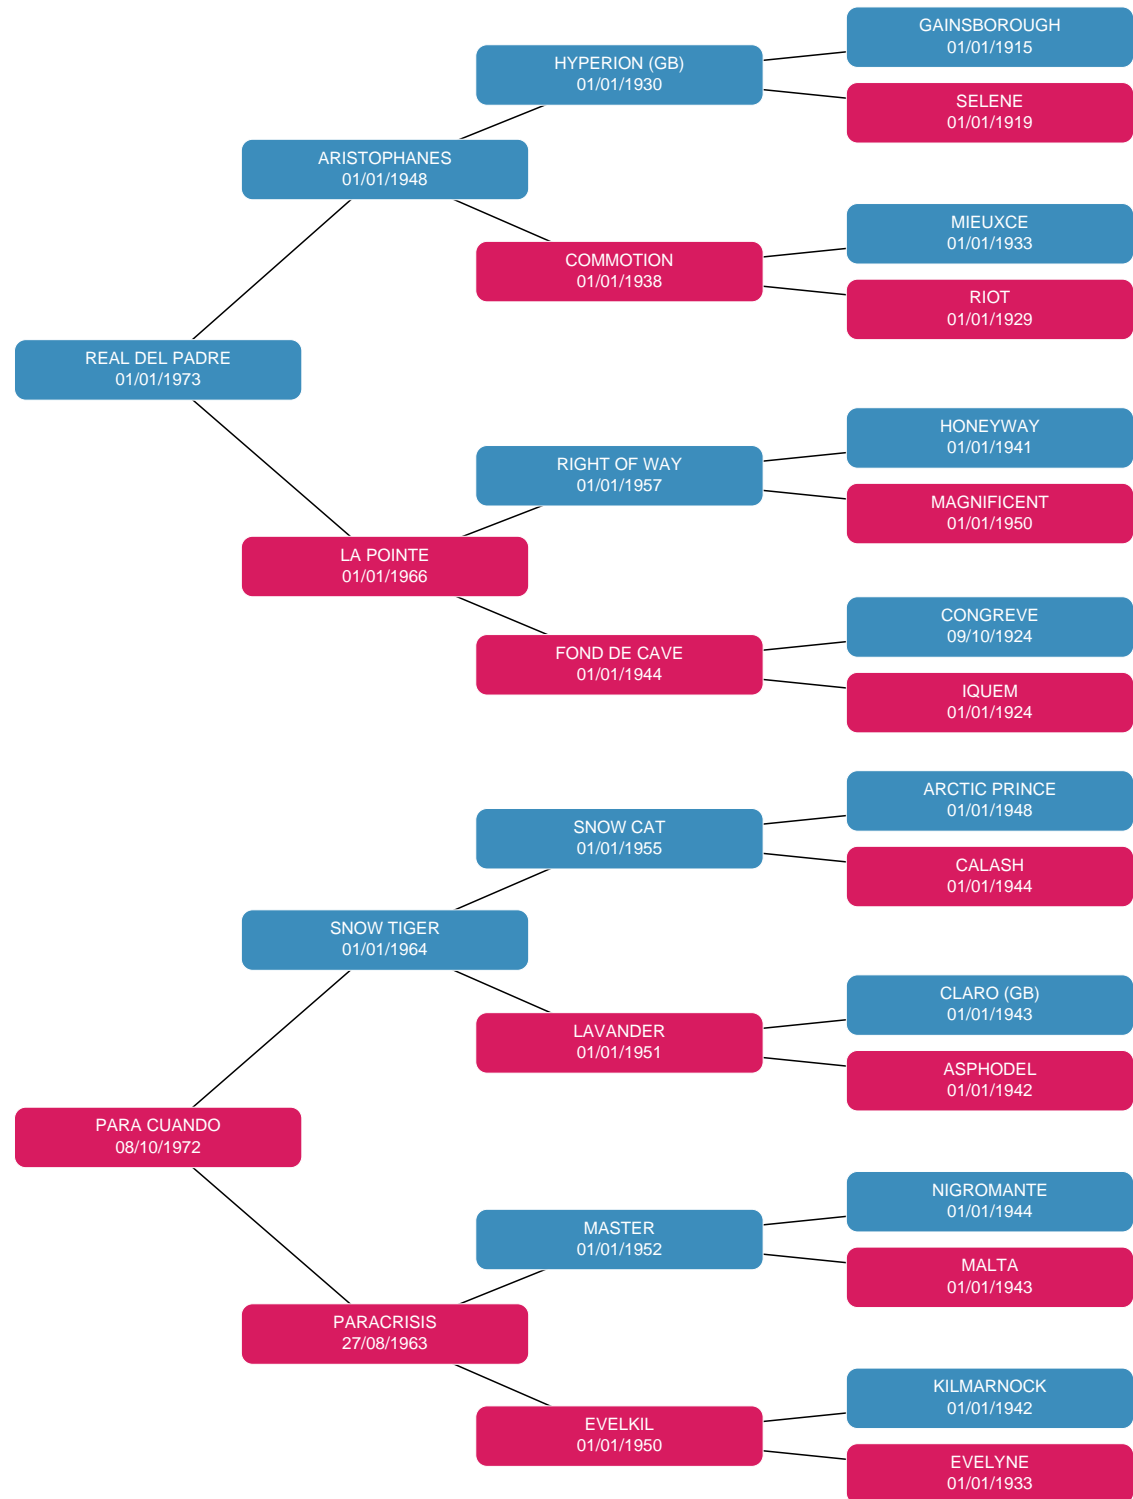 GAINSBOROUGH
01/01/1915
HYPERION (GB)
01/01/1930
SELENE
01/01/1919
ARISTOPHANES
01/01/1948
MIEUXCE
01/01/1933
COMMOTION
01/01/1938
RIOT
01/01/1929
REAL DEL PADRE
01/01/1973
HONEYWAY
01/01/1941
RIGHT OF WAY
01/01/1957
MAGNIFICENT
01/01/1950
LA POINTE
01/01/1966
CONGREVE
09/10/1924
FOND DE CAVE
01/01/1944
IQUEM
01/01/1924
ARCTIC PRINCE
01/01/1948
SNOW CAT
01/01/1955
CALASH
01/01/1944
SNOW TIGER
01/01/1964
CLARO (GB)
01/01/1943
LAVANDER
01/01/1951
ASPHODEL
01/01/1942
PARA CUANDO
08/10/1972
NIGROMANTE
01/01/1944
MASTER
01/01/1952
MALTA
01/01/1943
PARACRISIS
27/08/1963
KILMARNOCK
01/01/1942
EVELKIL
01/01/1950
EVELYNE
01/01/1933